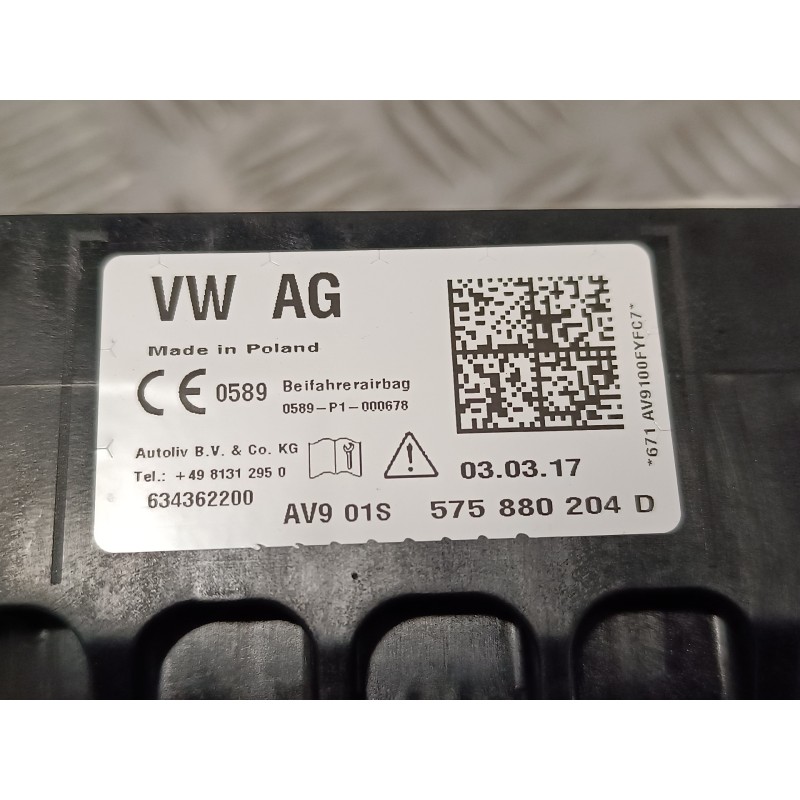 VW AG
Made in Poland
CE 0589 Beifahrerairbag
0589-P1-000678
Autoliv B.V. & Co. KG
Tel.: +49 8131 295 0
634362200
03.03.17
AV9 01S 575 880 204 D
*671 AV9100FYFC7*